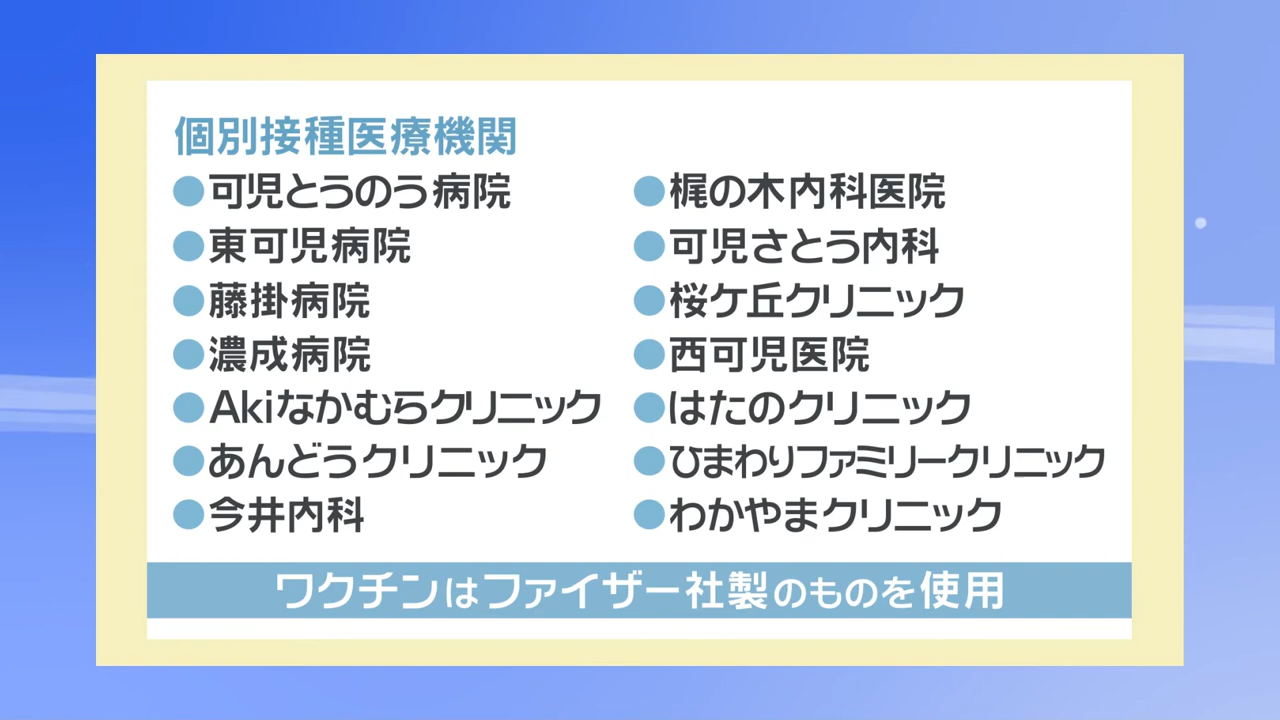 個別接種医療機関
●可児とうのう病院
●東可児病院
●藤掛病院
●濃成病院
●Akiなかむらクリニック
●あんどうクリニック
●今井内科
●梶の木内科医院
●可児さとう内科
●桜ケ丘クリニック
●西可児医院
●はたのクリニック
●ひまわりファミリークリニック
●わかやまクリニック
ワクチンはファイザー社製のものを使用